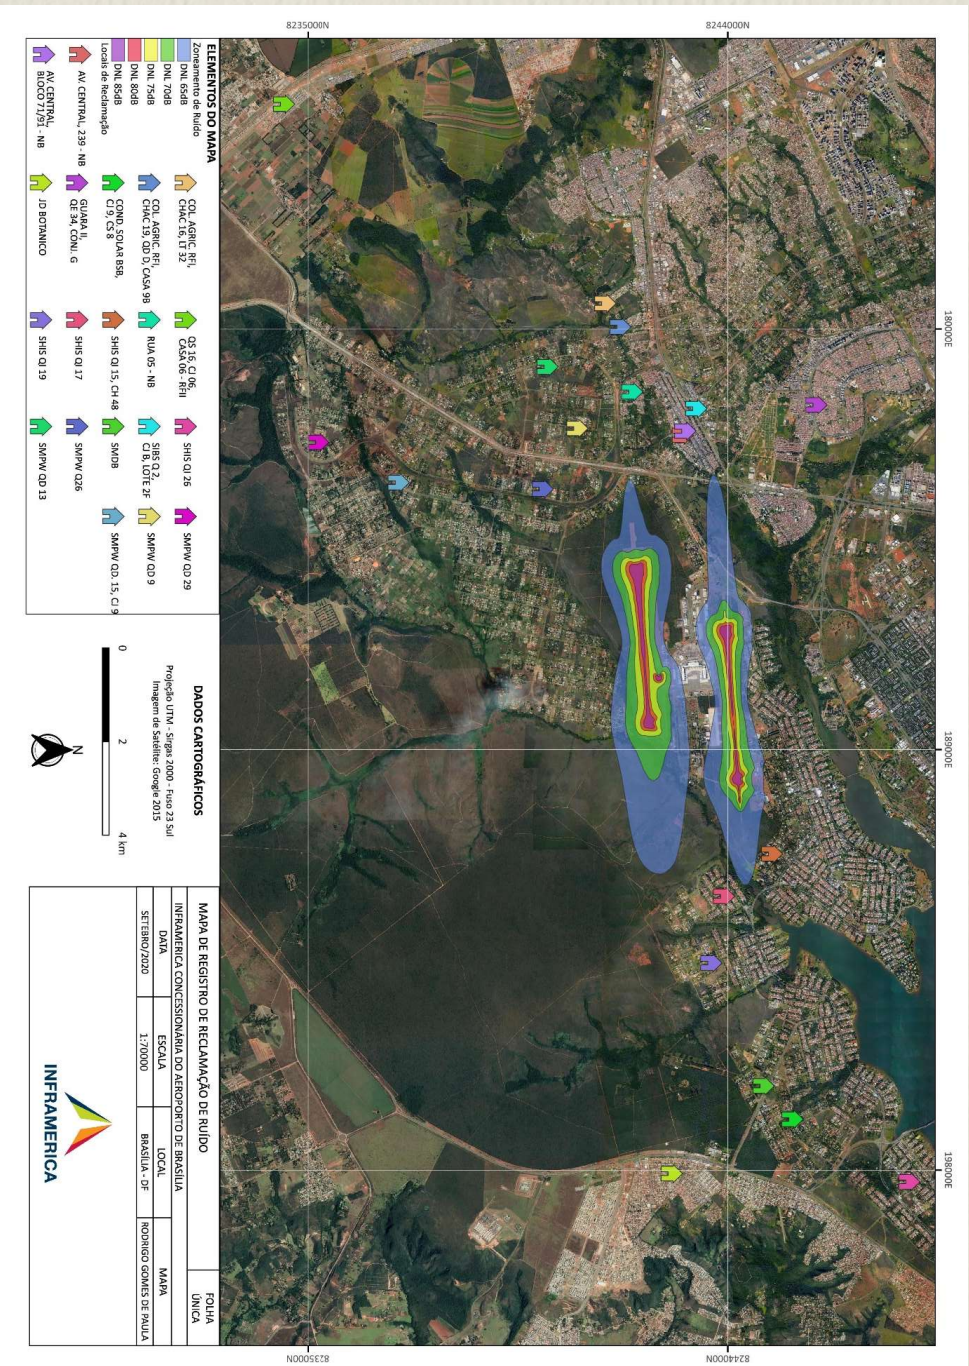 8235000N
8244000N
180000E
189000E
198000E
8235000N
8244000N
ELEMENTOS DO MAPA
Zoneamento de Ruído
DNL 65dB
DNL 70dB
DNL 75dB
DNL 80dB
DNL 85dB
Locais de Reclamação
AV. CENTRAL, 239 - NB
AV. CENTRAL,
BLOCO 71/91 - NB
COL. AGRIC. RFI,
CHAC 16, LT 32
COL. AGRIC. RFI,
CHAC 19, QD D, CASA 9B
COND. SOLAR BSB,
CJ 9, CS 8
GUARA II,
QE 34, CONJ. G
JD BOTANICO
QS 16, CJ 06,
CASA 06 - RFII
RUA 05 - NB
SHIS QI 15, CH 48
SHIS QI 17
SHIS QI 19
SHIS QI 26
SIBS Q 2,
CJ B, LOTE 2F
SMDB
SMPW Q26
SMPW QD 13
SMPW QD 29
SMPW QD 9
SMPW QD. 15, CJ 9
DADOS CARTOGRÁFICOS
Projeção UTM - Sirgas 2000 - Fuso 23 Sul
Imagem de Satélite: Google 2015
0 2 4 km
N
MAPA DE REGISTRO DE RECLAMAÇÃO DE RUÍDO
FOLHA
ÚNICA
INFRAMERICA CONCESSIONÁRIA DO AEROPORTO DE BRASÍLIA
DATA ESCALA LOCAL MAPA
SETEBRO/2020 1:70000 BRASÍLIA - DF RODRIGO GOMES DE PAULA
INFRAMERICA